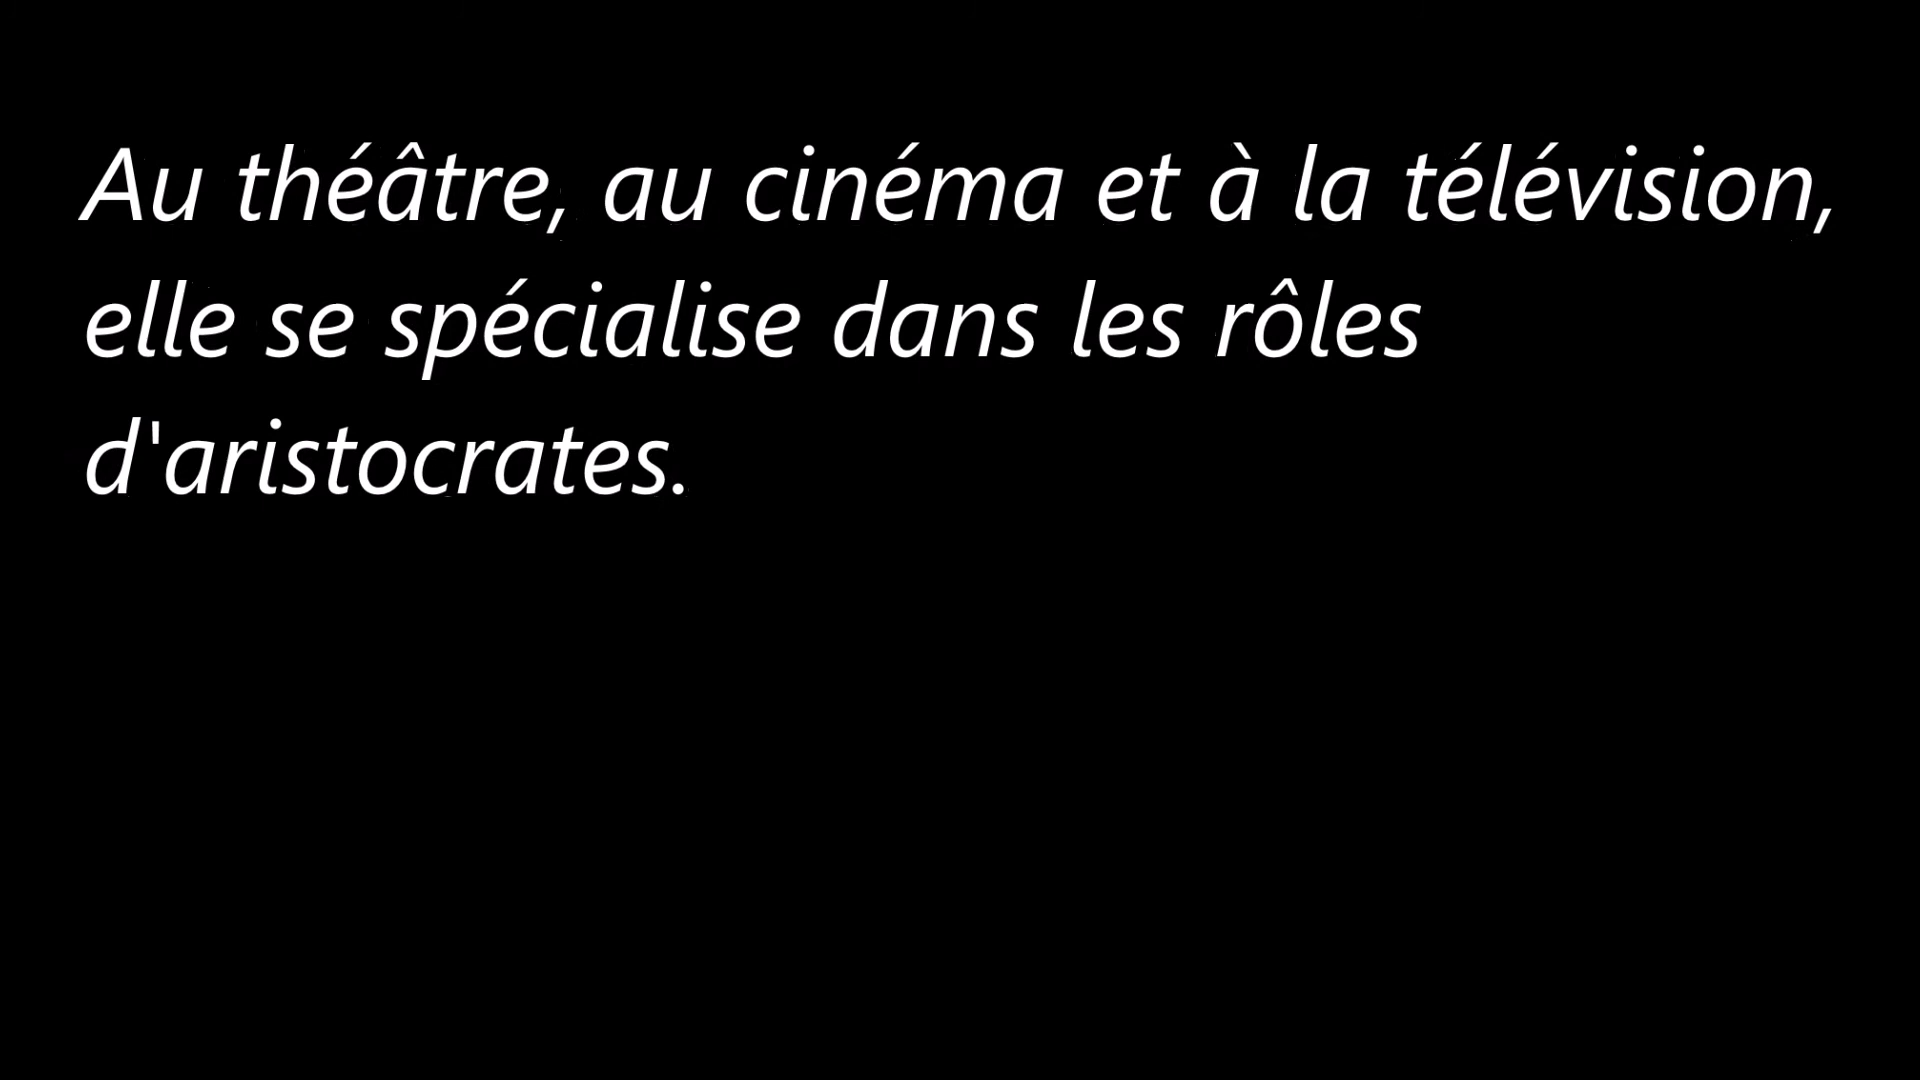 Au théâtre, au cinéma et à la télévision,
elle se spécialise dans les rôles
d'aristocrates.